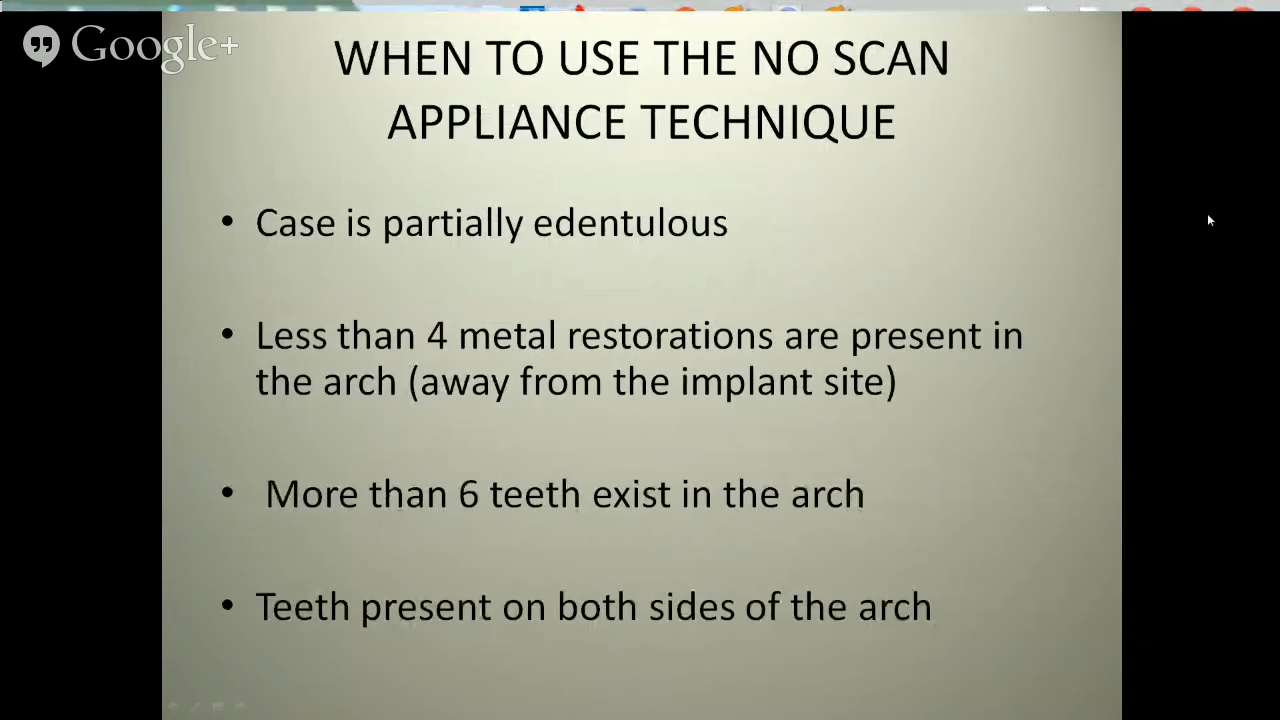 Google+
WHEN TO USE THE NO SCAN
APPLIANCE TECHNIQUE
• Case is partially edentulous
• Less than 4 metal restorations are present in
the arch (away from the implant site)
• More than 6 teeth exist in the arch
• Teeth present on both sides of the arch